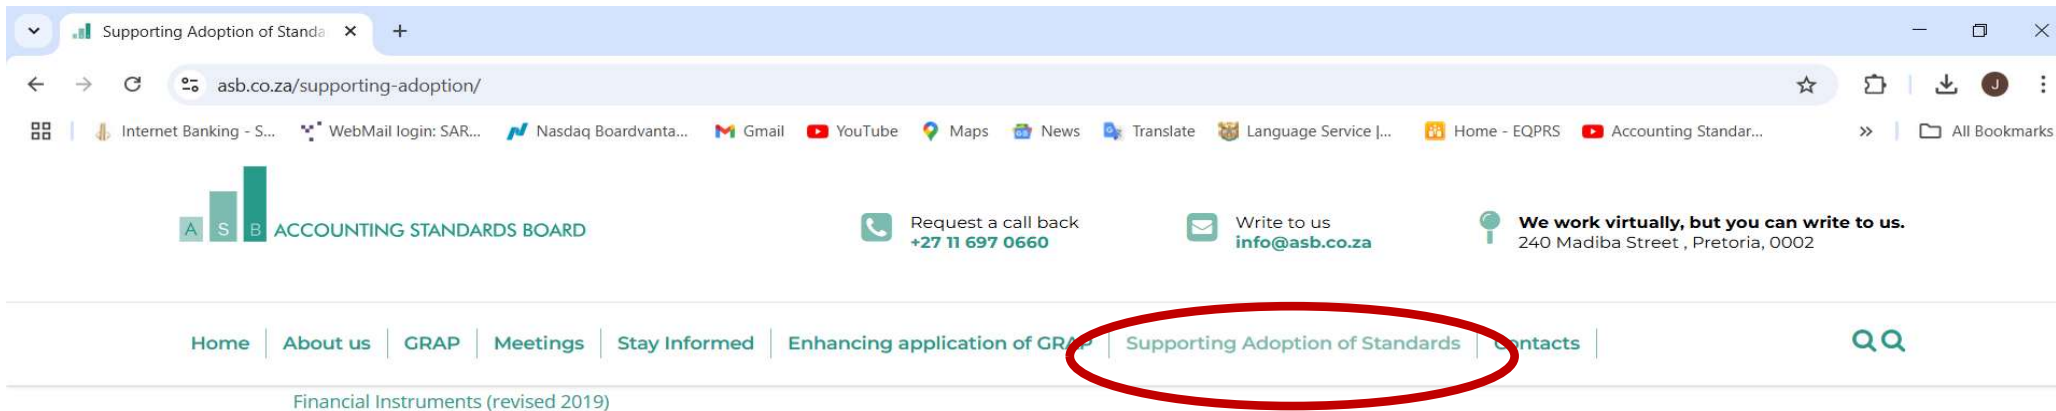 Supporting Adoption of Standa
asb.co.za/supporting-adoption/
Internet Banking - S... WebMail login: SAR... Nasdaq Boardvanta... Gmail YouTube Maps News Translate Language Service |... Home - EQPRS Accounting Standar... » All Bookmarks
J
A S B ACCOUNTING STANDARDS BOARD
Request a call back
+27 11 697 0660
Write to us
info@asb.co.za
We work virtually, but you can write to us.
240 Madiba Street , Pretoria, 0002
Home About us GRAP Meetings Stay Informed Enhancing application of GRAP Supporting Adoption of Standards Contacts
Financial Instruments (revised 2019)